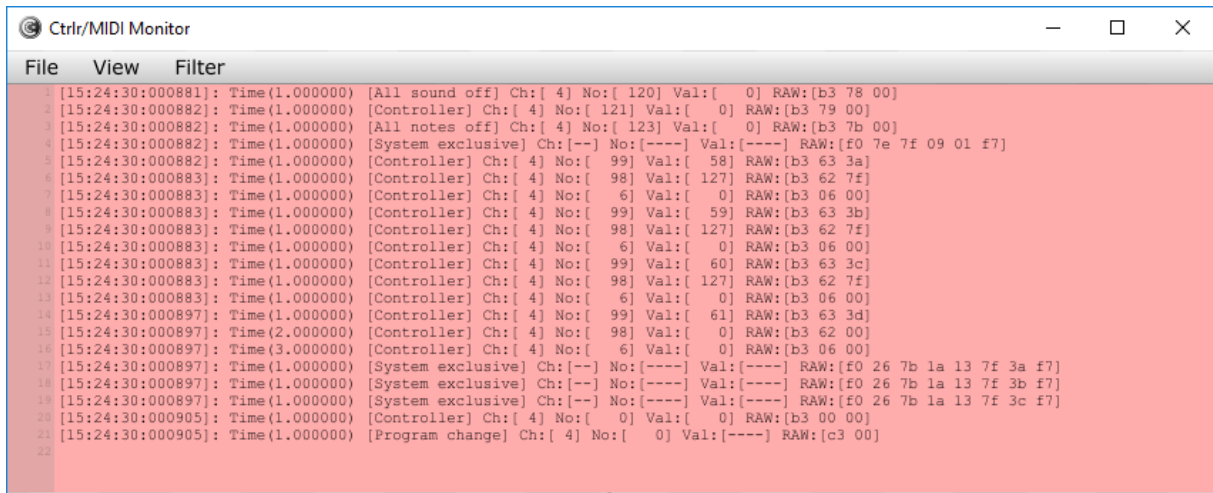 Ctrlr/MIDI Monitor
File View Filter
1 [15:24:30:000881]: Time(1.000000) [All sound off] Ch:[ 4] No:[ 120] Val:[   0] RAW:[b3 78 00]
2 [15:24:30:000882]: Time(1.000000) [Controller] Ch:[ 4] No:[ 121] Val:[   0] RAW:[b3 79 00]
3 [15:24:30:000882]: Time(1.000000) [All notes off] Ch:[ 4] No:[ 123] Val:[   0] RAW:[b3 7b 00]
4 [15:24:30:000882]: Time(1.000000) [System exclusive] Ch:[--] No:[----] Val:[----] RAW:[f0 7e 7f 09 01 f7]
5 [15:24:30:000882]: Time(1.000000) [Controller] Ch:[ 4] No:[  99] Val:[  58] RAW:[b3 63 3a]
6 [15:24:30:000883]: Time(1.000000) [Controller] Ch:[ 4] No:[  98] Val:[ 127] RAW:[b3 62 7f]
7 [15:24:30:000883]: Time(1.000000) [Controller] Ch:[ 4] No:[   6] Val:[   0] RAW:[b3 06 00]
8 [15:24:30:000883]: Time(1.000000) [Controller] Ch:[ 4] No:[  99] Val:[  59] RAW:[b3 63 3b]
9 [15:24:30:000883]: Time(1.000000) [Controller] Ch:[ 4] No:[  98] Val:[ 127] RAW:[b3 62 7f]
10 [15:24:30:000883]: Time(1.000000) [Controller] Ch:[ 4] No:[   6] Val:[   0] RAW:[b3 06 00]
11 [15:24:30:000883]: Time(1.000000) [Controller] Ch:[ 4] No:[  99] Val:[  60] RAW:[b3 63 3c]
12 [15:24:30:000883]: Time(1.000000) [Controller] Ch:[ 4] No:[  98] Val:[ 127] RAW:[b3 62 7f]
13 [15:24:30:000883]: Time(1.000000) [Controller] Ch:[ 4] No:[   6] Val:[   0] RAW:[b3 06 00]
14 [15:24:30:000897]: Time(1.000000) [Controller] Ch:[ 4] No:[  99] Val:[  61] RAW:[b3 63 3d]
15 [15:24:30:000897]: Time(2.000000) [Controller] Ch:[ 4] No:[  98] Val:[   0] RAW:[b3 62 00]
16 [15:24:30:000897]: Time(3.000000) [Controller] Ch:[ 4] No:[   6] Val:[   0] RAW:[b3 06 00]
17 [15:24:30:000897]: Time(1.000000) [System exclusive] Ch:[--] No:[----] Val:[----] RAW:[f0 26 7b 1a 13 7f 3a f7]
18 [15:24:30:000897]: Time(1.000000) [System exclusive] Ch:[--] No:[----] Val:[----] RAW:[f0 26 7b 1a 13 7f 3b f7]
19 [15:24:30:000897]: Time(1.000000) [System exclusive] Ch:[--] No:[----] Val:[----] RAW:[f0 26 7b 1a 13 7f 3c f7]
20 [15:24:30:000905]: Time(1.000000) [Controller] Ch:[ 4] No:[   0] Val:[   0] RAW:[b3 00 00]
21 [15:24:30:000905]: Time(1.000000) [Program change] Ch:[ 4] No:[   0] Val:[----] RAW:[c3 00]
22